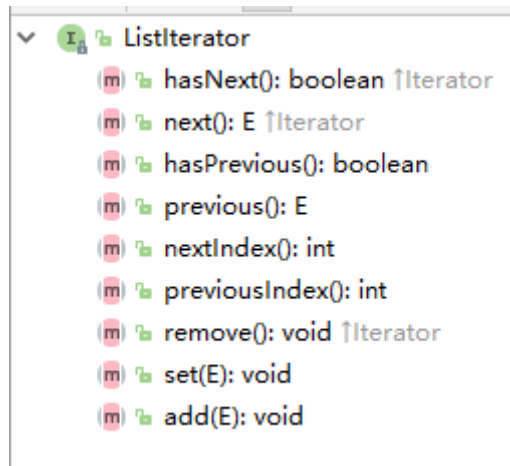 ListIterator
hasNext(): boolean ↑Iterator
next(): E ↑Iterator
hasPrevious(): boolean
previous(): E
nextIndex(): int
previousIndex(): int
remove(): void ↑Iterator
set(E): void
add(E): void